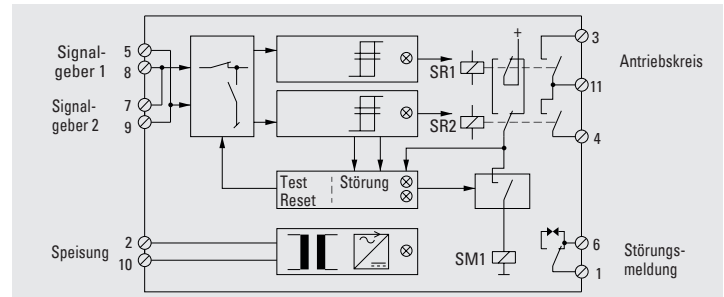 Signal-
geber 1
5
8
Signal-
geber 2
7
9
SR1
SR2
+
3
11
4
Antriebskreis
Test
Reset
Störung
Speisung
2
10
SM1
6
1
Störungs-
meldung